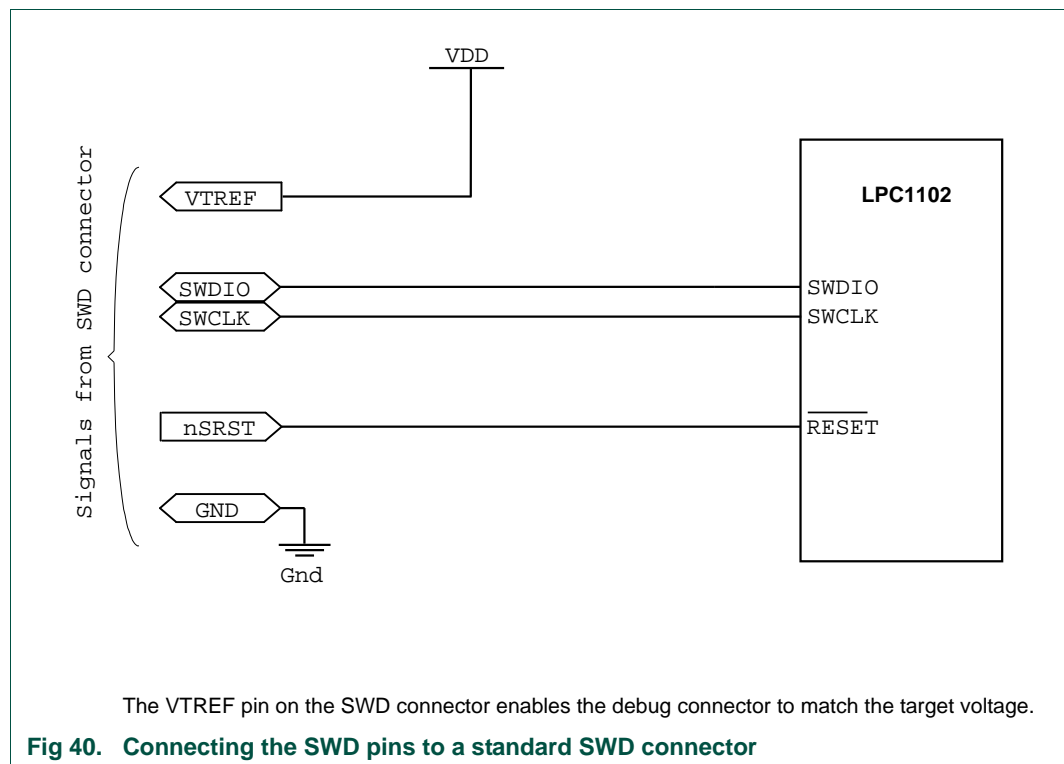 VDD
Signals from SWD connector
VTREF
LPC1102
SWDIO
SWDIO
SWCLK
SWCLK
nSRST
RESET
GND
Gnd
The VTREF pin on the SWD connector enables the debug connector to match the target voltage.
Fig 40. Connecting the SWD pins to a standard SWD connector